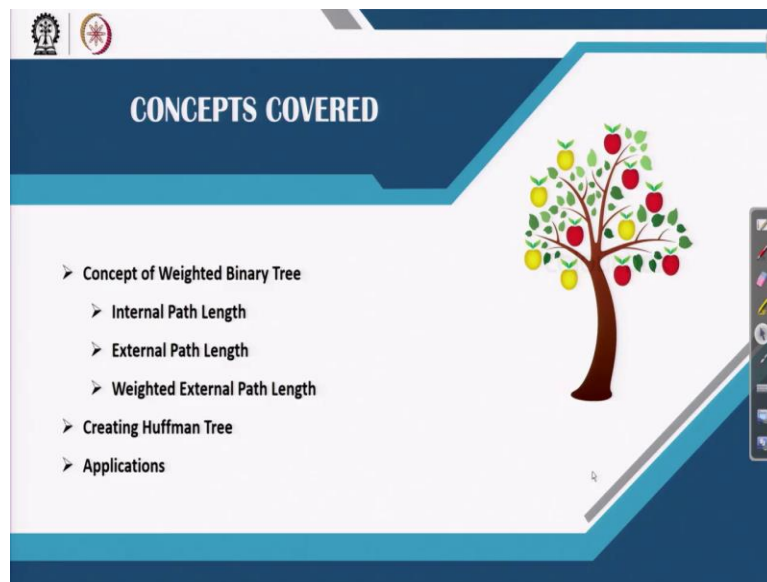 CONCEPTS COVERED
➤ Concept of Weighted Binary Tree
➤ Internal Path Length
➤ External Path Length
➤ Weighted External Path Length
➤ Creating Huffman Tree
➤ Applications